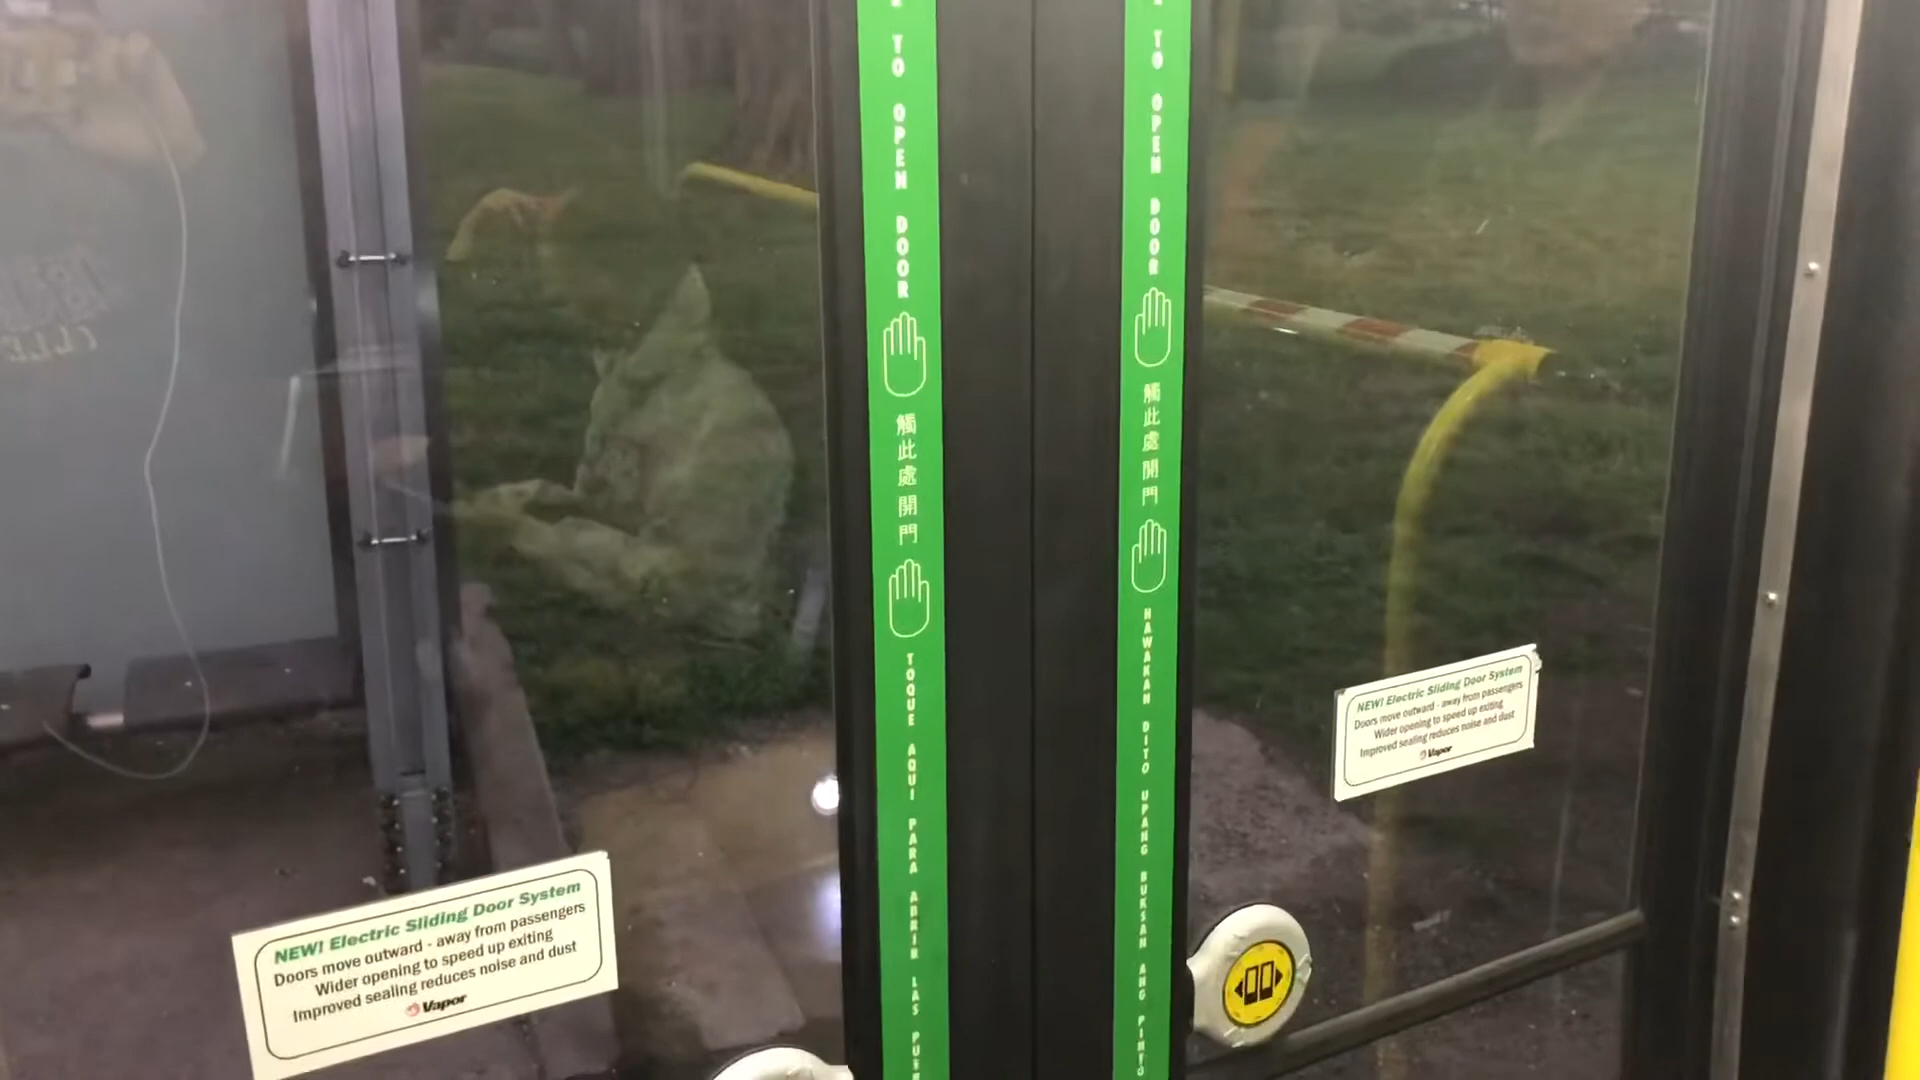 TO OPEN DOOR
觸此處開門
TOQUE AQUI PARA ABRIR LAS
TO OPEN DOOR
觸此處開門
HAWAKAN DITO UPANG BUKSAN ANG PINTO
NEW! Electric Sliding Door System
Doors move outward - away from passengers
Wider opening to speed up exiting
Improved sealing reduces noise and dust
Vapor
NEW! Electric Sliding Door System
Doors move outward - away from passengers
Wider opening to speed up exiting
Improved sealing reduces noise and dust
Vapor